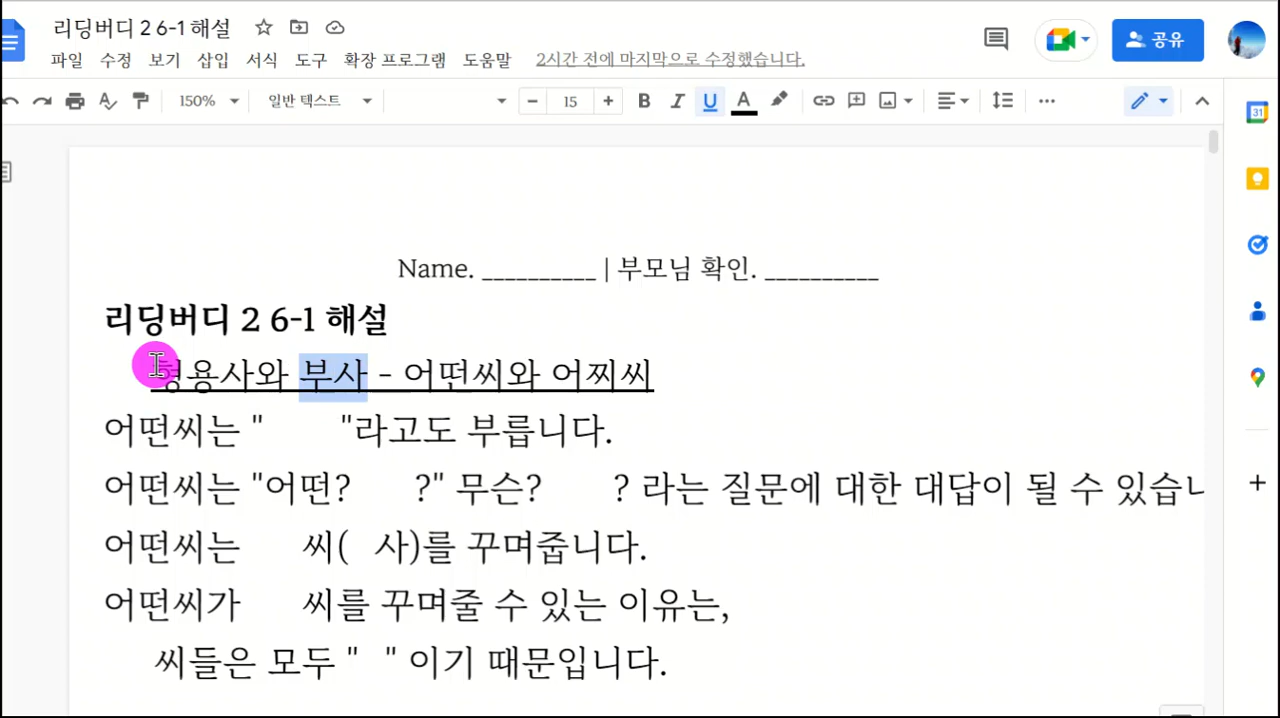 리딩버디 2 6-1 해설
파일 수정 보기 삽입 서식 도구 확장 프로그램 도움말 2시간 전에 마지막으로 수정했습니다.
공유
150% 일반 텍스트 − 15 + B I U A
31
Name. __________ | 부모님 확인. __________
리딩버디 2 6-1 해설
형용사와 부사 - 어떤씨와 어찌씨
어떤씨는 " "라고도 부릅니다.
어떤씨는 "어떤? ?" 무슨? ? 라는 질문에 대한 대답이 될 수 있습니
어떤씨는 씨( 사)를 꾸며줍니다.
어떤씨가 씨를 꾸며줄 수 있는 이유는,
씨들은 모두 " " 이기 때문입니다.